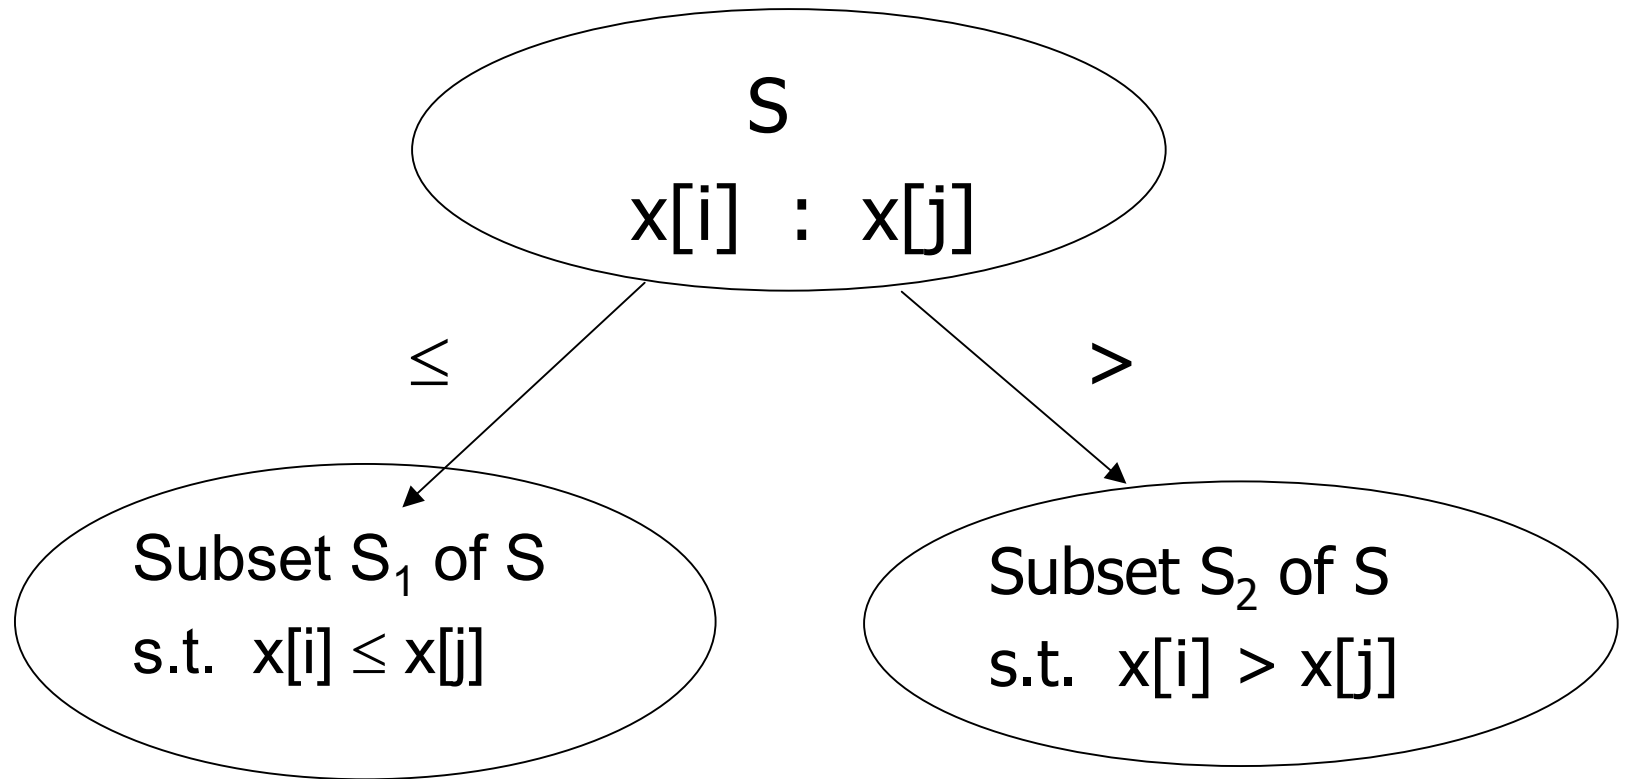 S
x[i] : x[j]
≤
>
Subset S₁ of S
s.t. x[i] ≤ x[j]
Subset S₂ of S
s.t. x[i] > x[j]